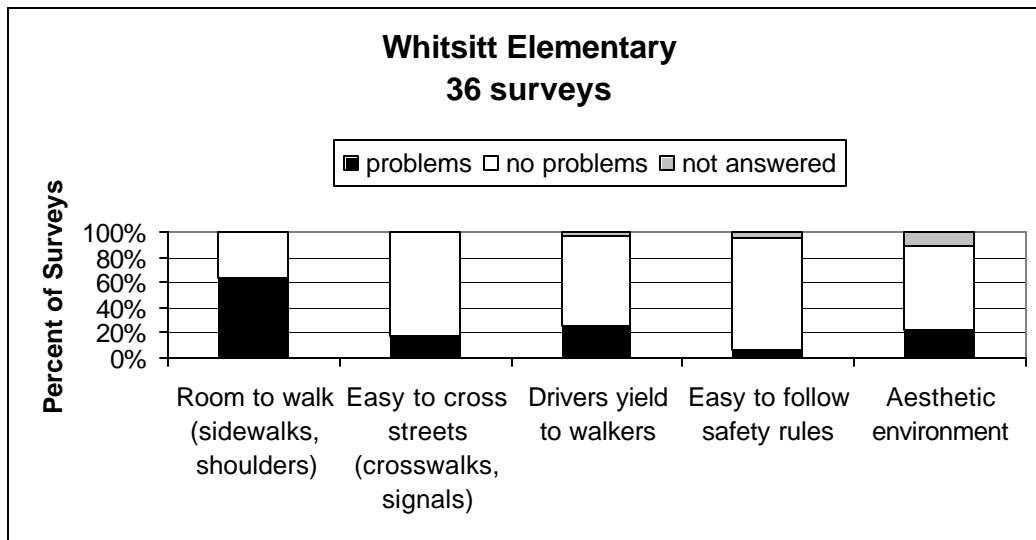 Whitsitt Elementary
36 surveys
problems no problems not answered
Percent of Surveys
100%
80%
60%
40%
20%
0%
Room to walk
(sidewalks,
shoulders)
Easy to cross
streets
(crosswalks,
signals)
Drivers yield
to walkers
Easy to follow
safety rules
Aesthetic
environment